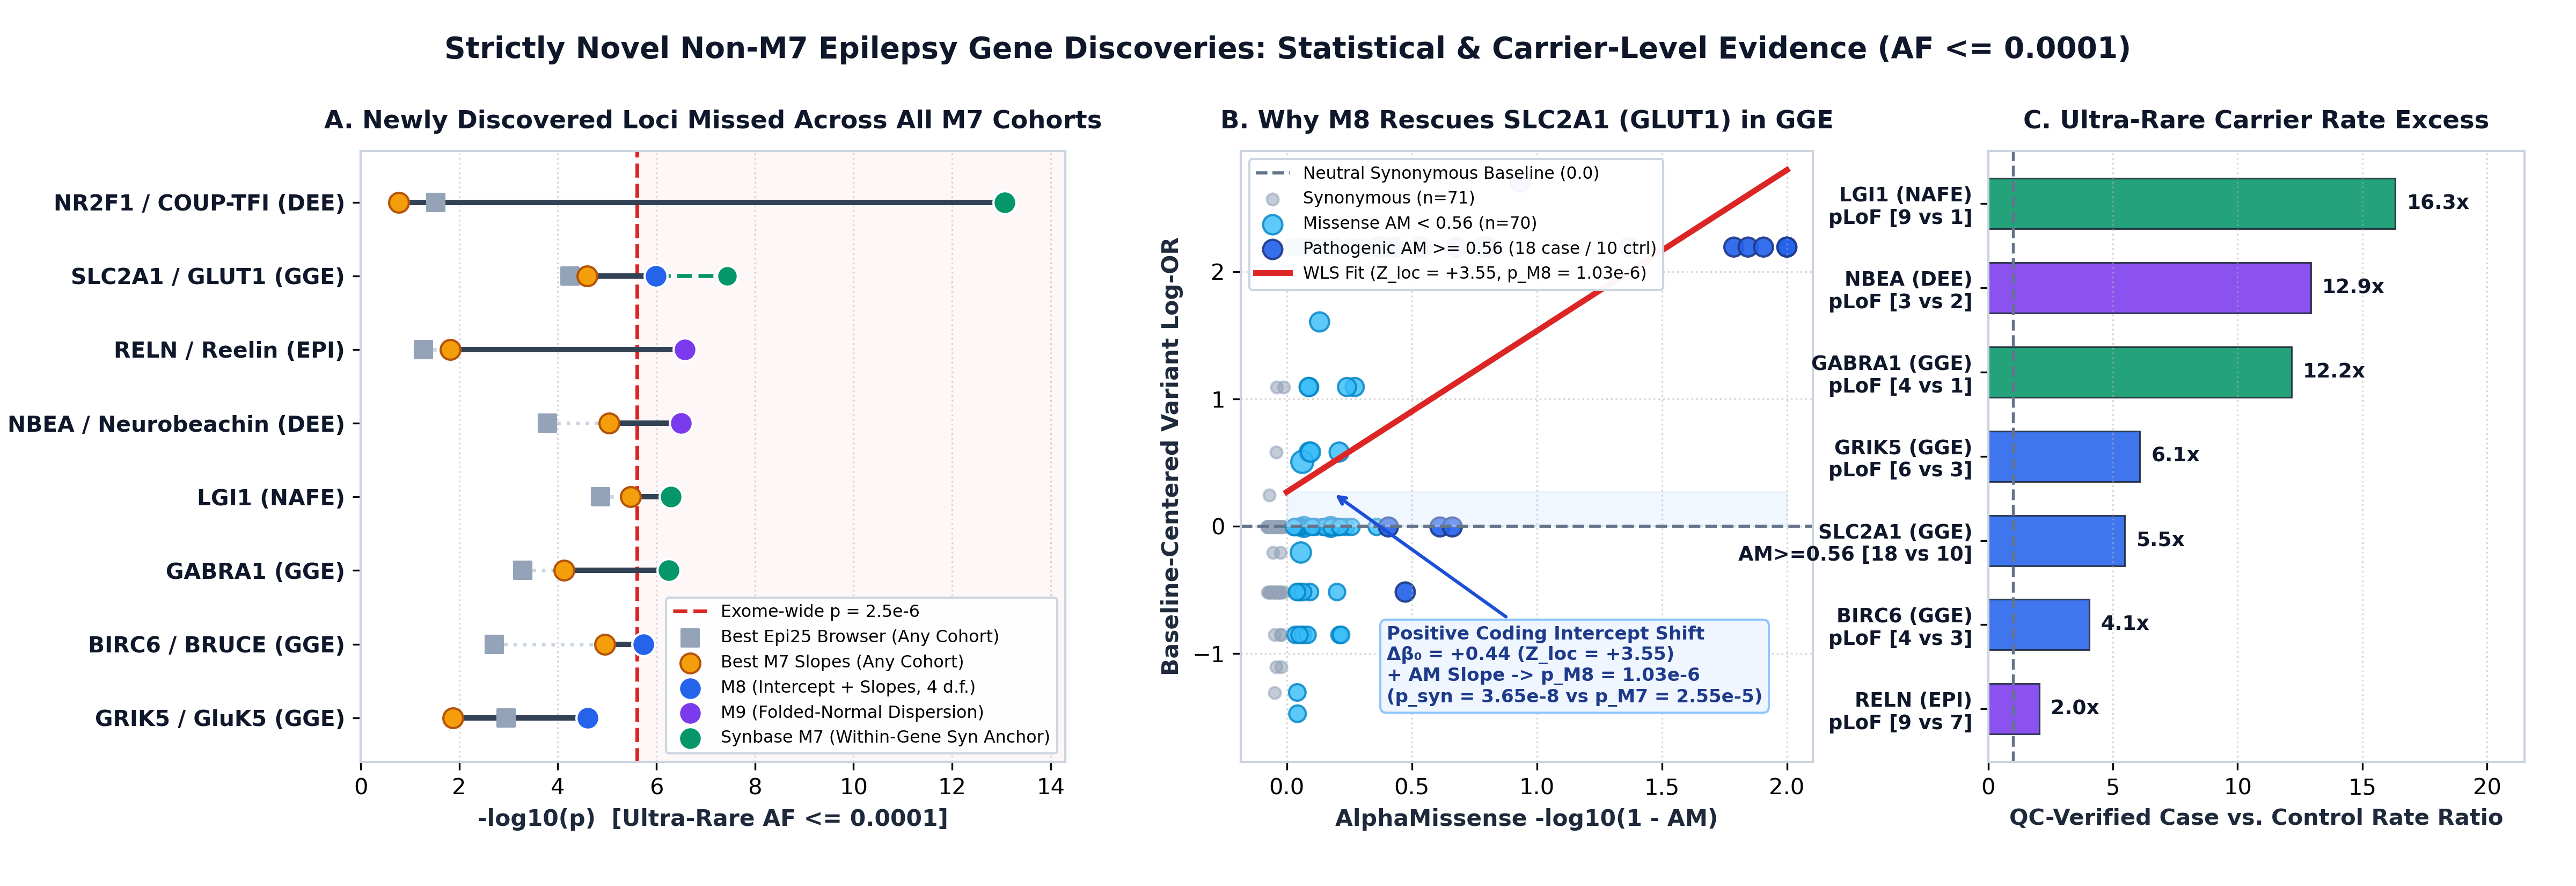 Strictly Novel Non-M7 Epilepsy Gene Discoveries: Statistical & Carrier-Level Evidence (AF <= 0.0001)
A. Newly Discovered Loci Missed Across All M7 Cohorts
NR2F1 / COUP-TFI (DEE)
SLC2A1 / GLUT1 (GGE)
RELN / Reelin (EPI)
NBEA / Neurobeachin (DEE)
LGI1 (NAFE)
GABRA1 (GGE)
BIRC6 / BRUCE (GGE)
GRIK5 / GluK5 (GGE)
Exome-wide p = 2.5e-6
Best Epi25 Browser (Any Cohort)
Best M7 Slopes (Any Cohort)
M8 (Intercept + Slopes, 4 d.f.)
M9 (Folded-Normal Dispersion)
Synbase M7 (Within-Gene Syn Anchor)
0 2 4 6 8 10 12 14
-log10(p) [Ultra-Rare AF <= 0.0001]
B. Why M8 Rescues SLC2A1 (GLUT1) in GGE
Baseline-Centered Variant Log-OR
2
1
0
−1
Neutral Synonymous Baseline (0.0)
Synonymous (n=71)
Missense AM < 0.56 (n=70)
Pathogenic AM >= 0.56 (18 case / 10 ctrl)
WLS Fit (Z_loc = +3.55, p_M8 = 1.03e-6)
Positive Coding Intercept Shift
Δβ₀ = +0.44 (Z_loc = +3.55)
+ AM Slope -> p_M8 = 1.03e-6
(p_syn = 3.65e-8 vs p_M7 = 2.55e-5)
0.0 0.5 1.0 1.5 2.0
AlphaMissense -log10(1 - AM)
C. Ultra-Rare Carrier Rate Excess
LGI1 (NAFE)
pLoF [9 vs 1]
16.3x
NBEA (DEE)
pLoF [3 vs 2]
12.9x
GABRA1 (GGE)
pLoF [4 vs 1]
12.2x
GRIK5 (GGE)
pLoF [6 vs 3]
6.1x
SLC2A1 (GGE)
AM>=0.56 [18 vs 10]
5.5x
BIRC6 (GGE)
pLoF [4 vs 3]
4.1x
RELN (EPI)
pLoF [9 vs 7]
2.0x
0 5 10 15 20
QC-Verified Case vs. Control Rate Ratio